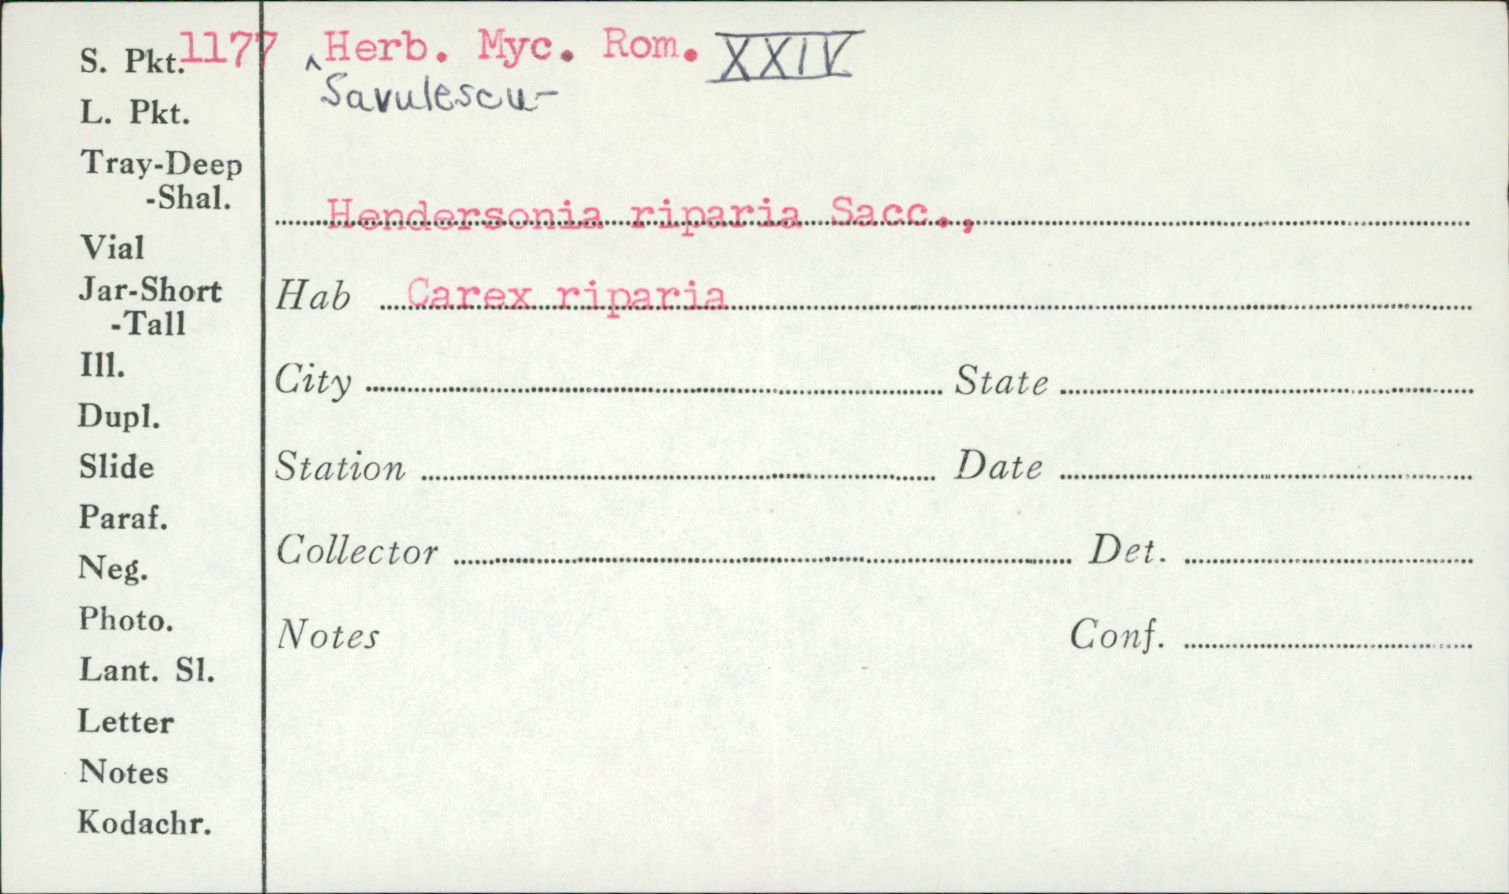 S. Pkt. 1177 ^Herb. Myc. Rom. XXIV
Savulescu-
L. Pkt.
Tray-Deep
-Shal.
Hendersonia riparia Sacc.,
Vial
Jar-Short
-Tall
Hab Carex riparia
Ill.
City State
Dupl.
Slide
Station Date
Paraf.
Neg.
Collector Det.
Photo.
Notes Conf.
Lant. Sl.
Letter
Notes
Kodachr.